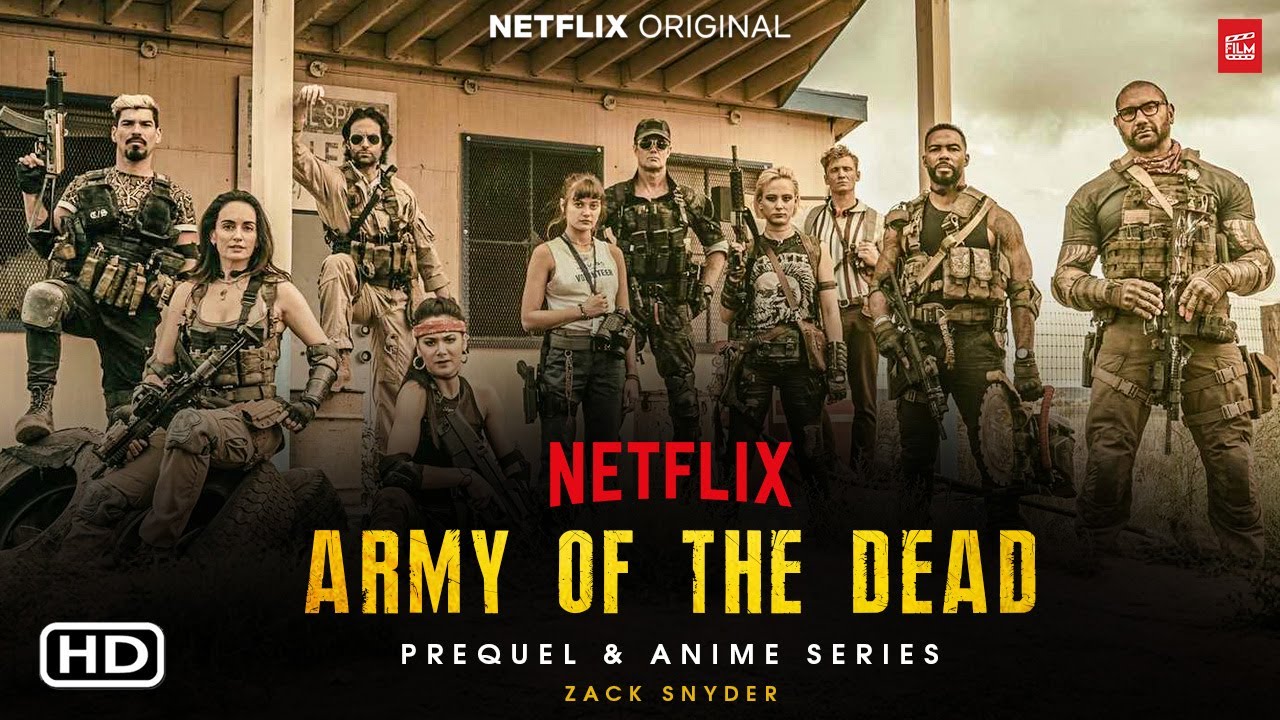 NETFLIX ORIGINAL
FILM
C/S
NETFLIX
ARMY OF THE DEAD
PREQUEL & ANIME SERIES
ZACK SNYDER
HD